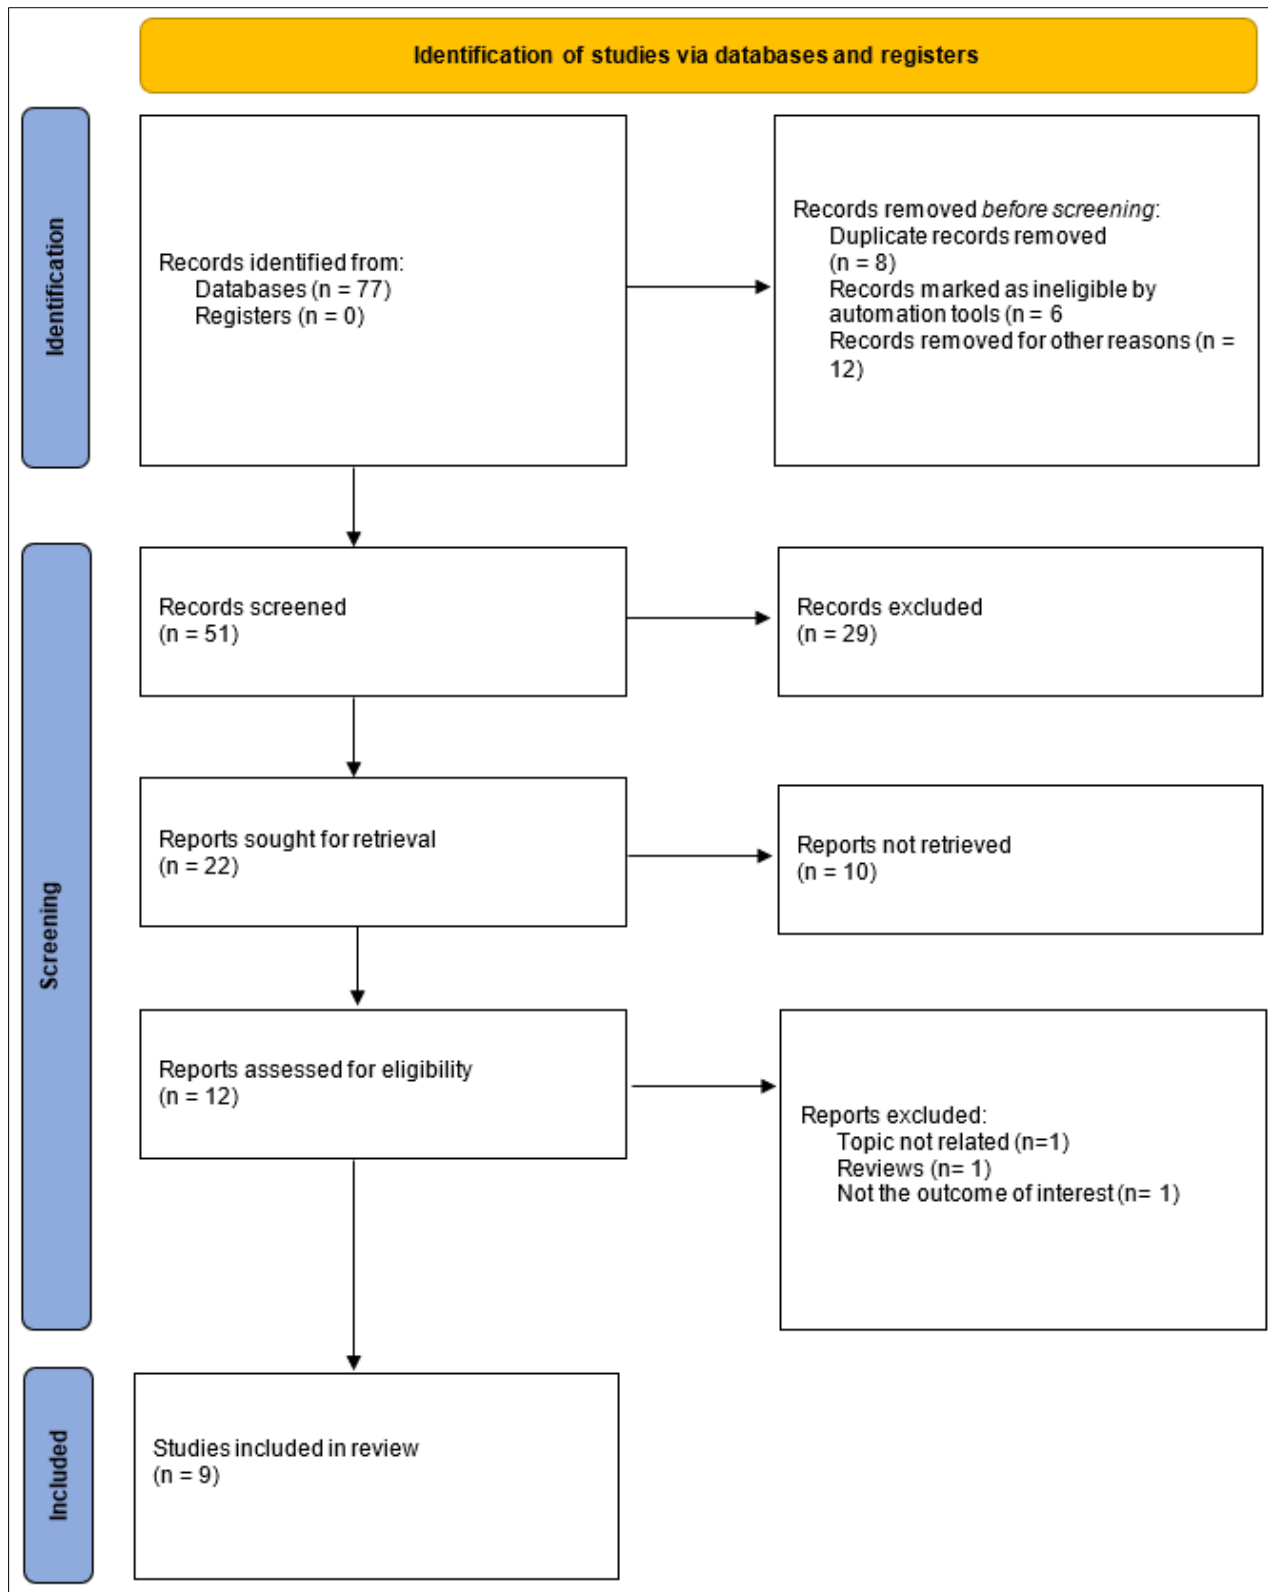 Identification of studies via databases and registers
Identification
Records identified from:
Databases (n = 77)
Registers (n = 0)
Records removed before screening:
Duplicate records removed
(n = 8)
Records marked as ineligible by
automation tools (n = 6
Records removed for other reasons (n =
12)
Screening
Records screened
(n = 51)
Records excluded
(n = 29)
Reports sought for retrieval
(n = 22)
Reports not retrieved
(n = 10)
Reports assessed for eligibility
(n = 12)
Reports excluded:
Topic not related (n=1)
Reviews (n= 1)
Not the outcome of interest (n= 1)
Included
Studies included in review
(n = 9)